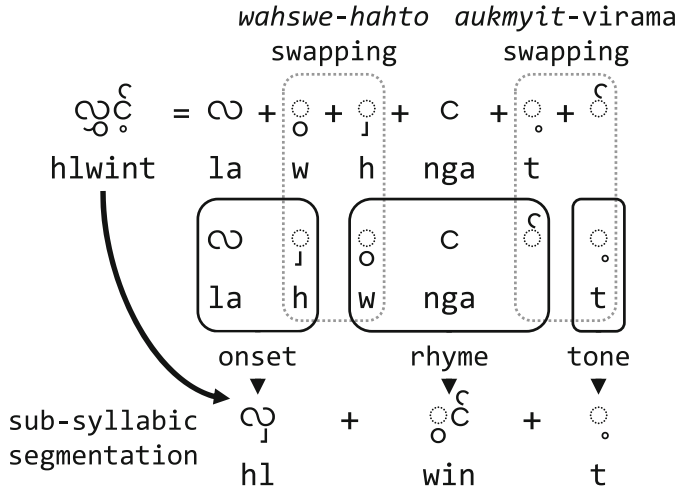 wahswe-hahto aukmyit-virama
swapping swapping
လွှင့် = လ + ွ + ှ + င + ့ + ်
hlwint la w h nga t
လ ှ ွ င ် ့
la h w nga t
onset rhyme tone
sub-syllabic လှ + ွင် + ့
segmentation
hl win t